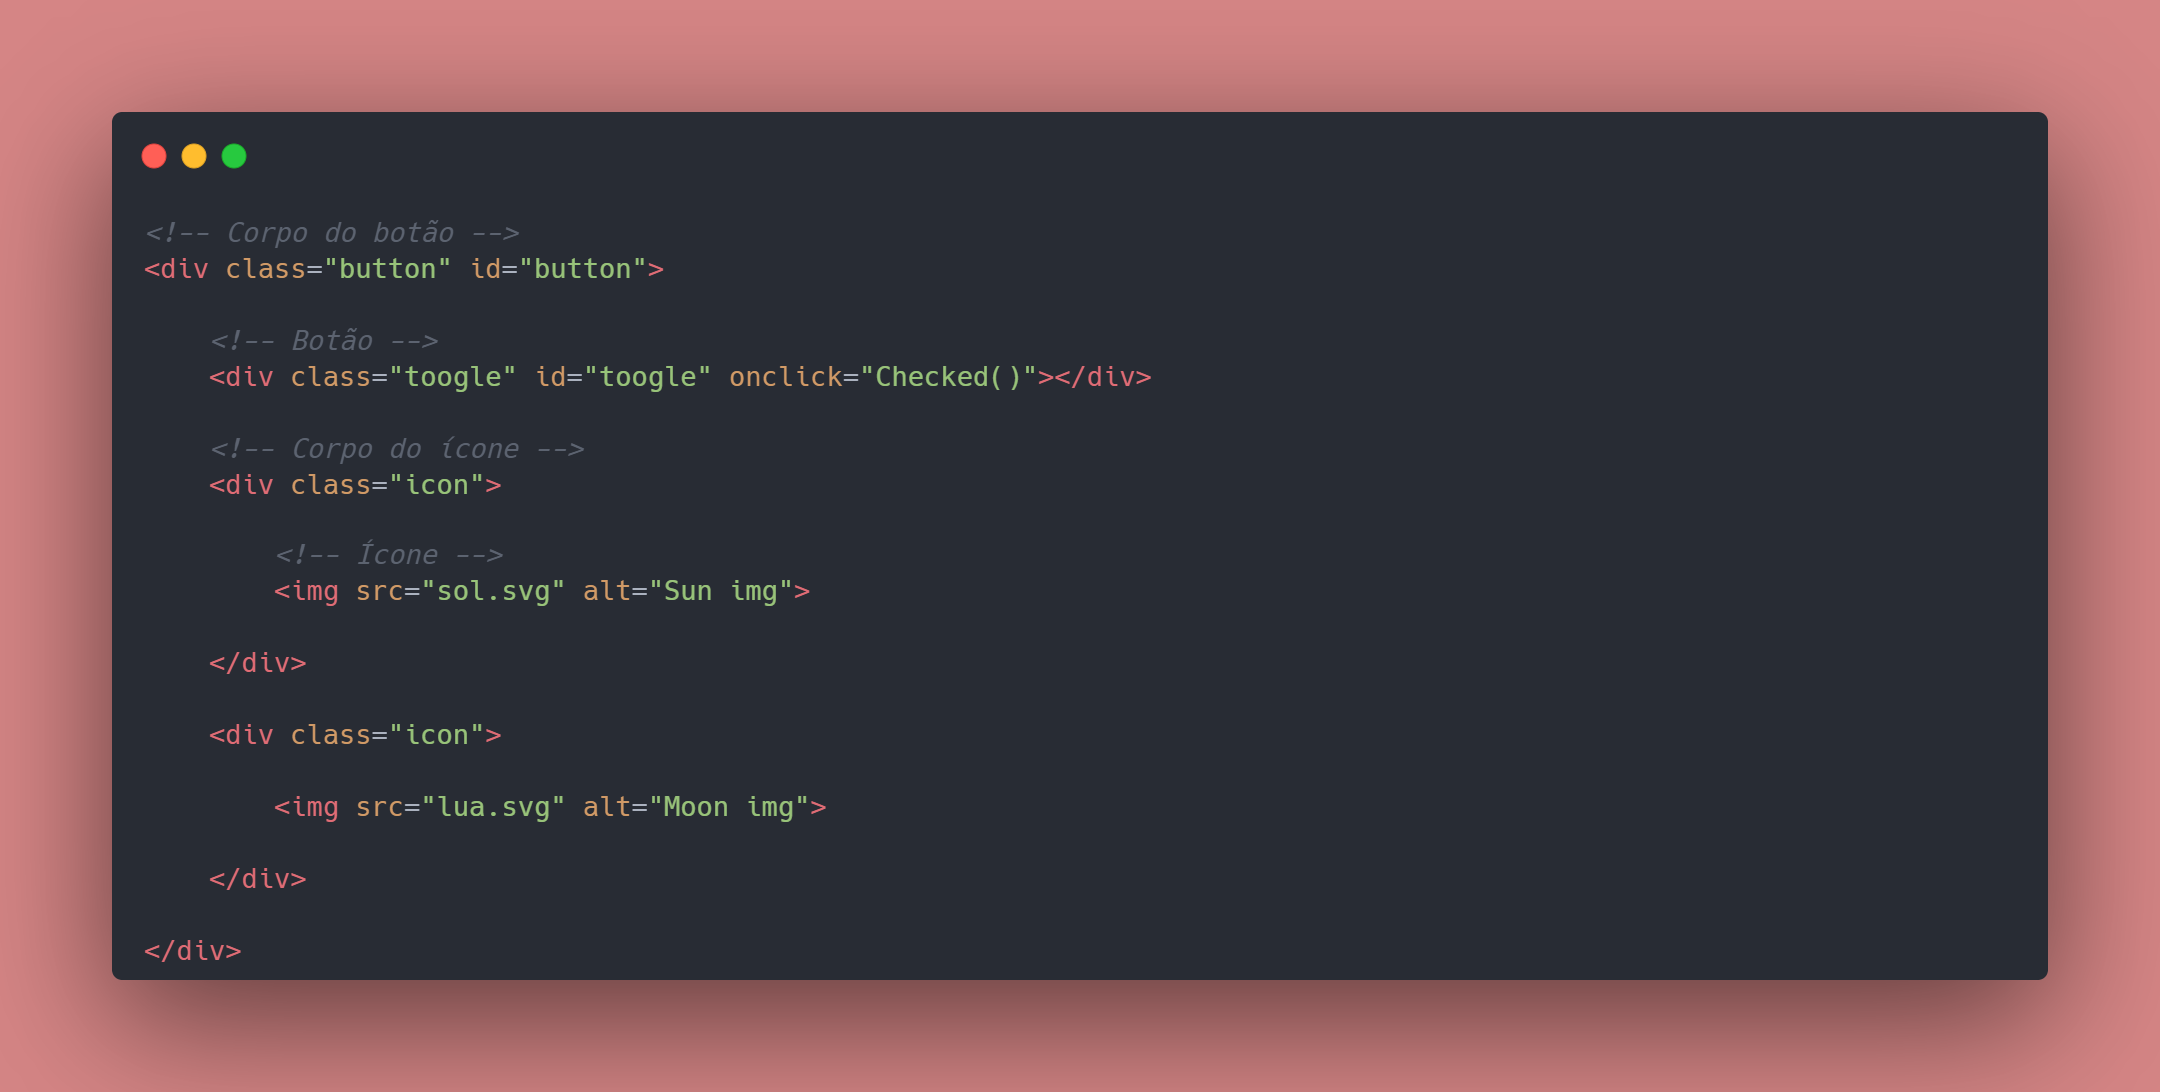 <!-- Corpo do botão -->
<div class="button" id="button">
<!-- Botão -->
<div class="toogle" id="toogle" onclick="Checked()"></div>
<!-- Corpo do ícone -->
<div class="icon">
<!-- Ícone -->
<img src="sol.svg" alt="Sun img">
</div>
<div class="icon">
<img src="lua.svg" alt="Moon img">
</div>
</div>